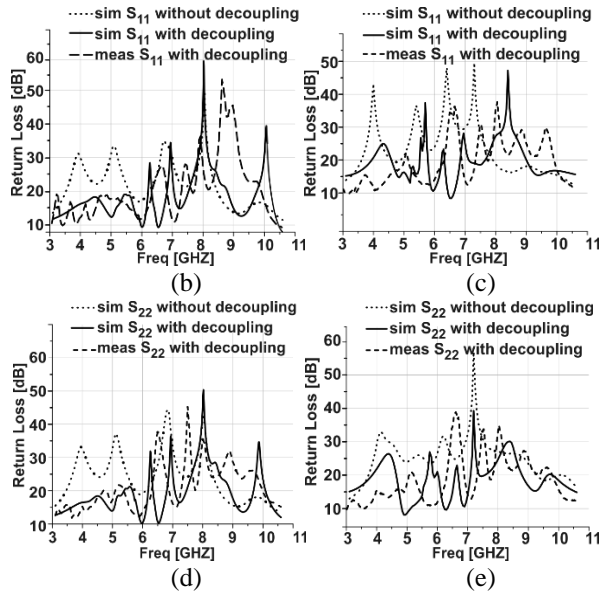 sim S11 without decoupling
sim S11 with decoupling
meas S11 with decoupling
Return Loss [dB]
60
50
40
30
20
10
3 4 5 6 7 8 9 10 11
Freq [GHZ]
(b)
sim S11 without decoupling
sim S11 with decoupling
meas S11 with decoupling
Return Loss [dB]
50
40
30
20
10
3 4 5 6 7 8 9 10 11
Freq [GHZ]
(c)
sim S22 without decoupling
sim S22 with decoupling
meas S22 with decoupling
Return Loss [dB]
60
50
40
30
20
10
3 4 5 6 7 8 9 10 11
Freq [GHZ]
(d)
sim S22 without decoupling
sim S22 with decoupling
meas S22 with decoupling
Return Loss [dB]
60
50
40
30
20
10
3 4 5 6 7 8 9 10 11
Freq [GHZ]
(e)